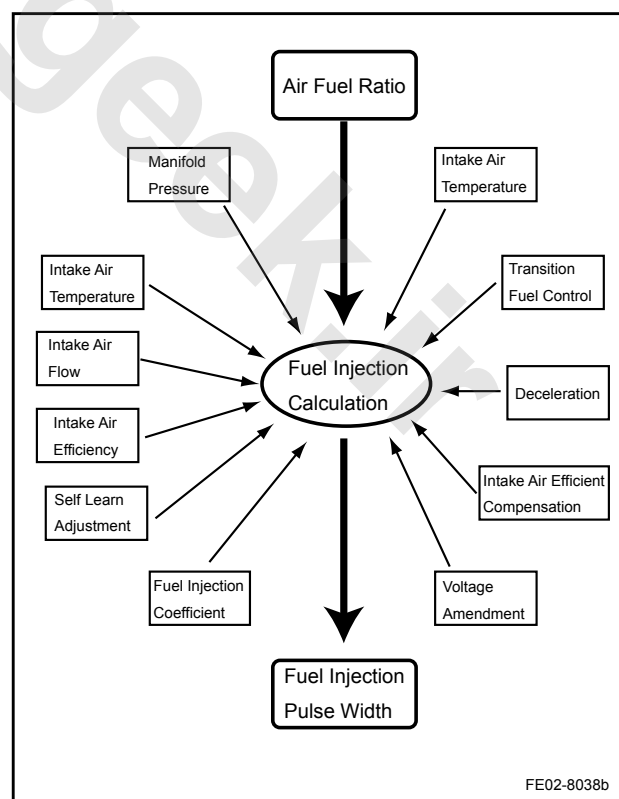 Air Fuel Ratio
Manifold
Pressure
Intake Air
Temperature
Intake Air
Temperature
Transition
Fuel Control
Intake Air
Flow
Fuel Injection
Calculation
Deceleration
Intake Air
Efficiency
Intake Air Efficient
Compensation
Self Learn
Adjustment
Fuel Injection
Coefficient
Voltage
Amendment
Fuel Injection
Pulse Width
FE02-8038b
geek.ir